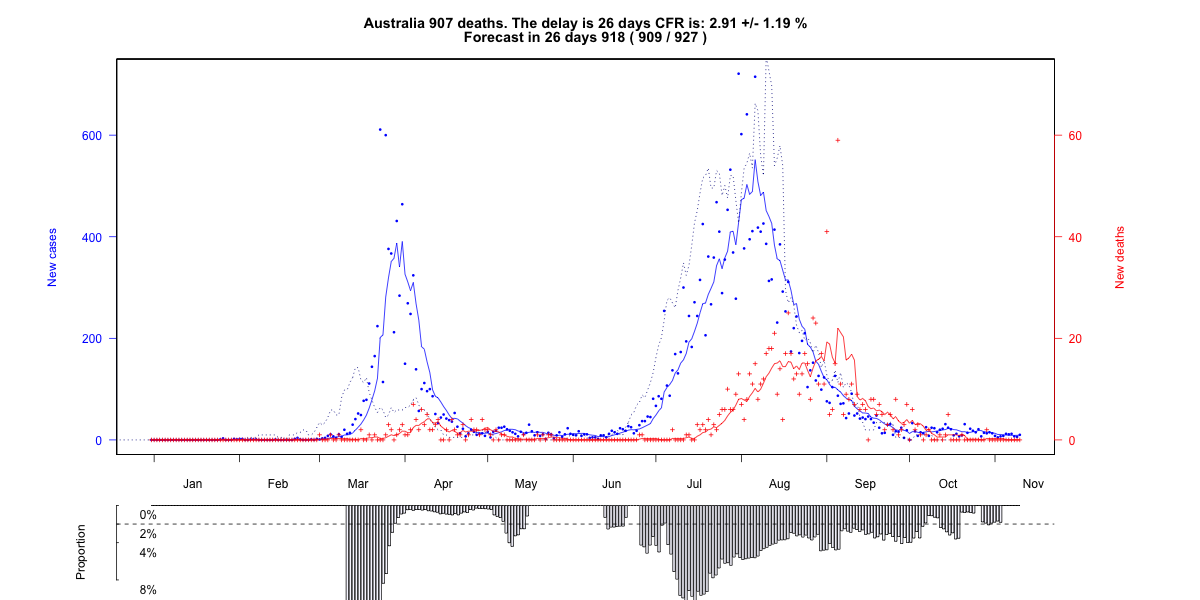 Australia 907 deaths. The delay is 26 days CFR is: 2.91 +/- 1.19 %
Forecast in 26 days 918 ( 909 / 927 )
600
400
200
0
New cases
60
40
20
0
New deaths
Jan Feb Mar Apr May Jun Jul Aug Sep Oct Nov
Proportion
0%
2%
4%
8%